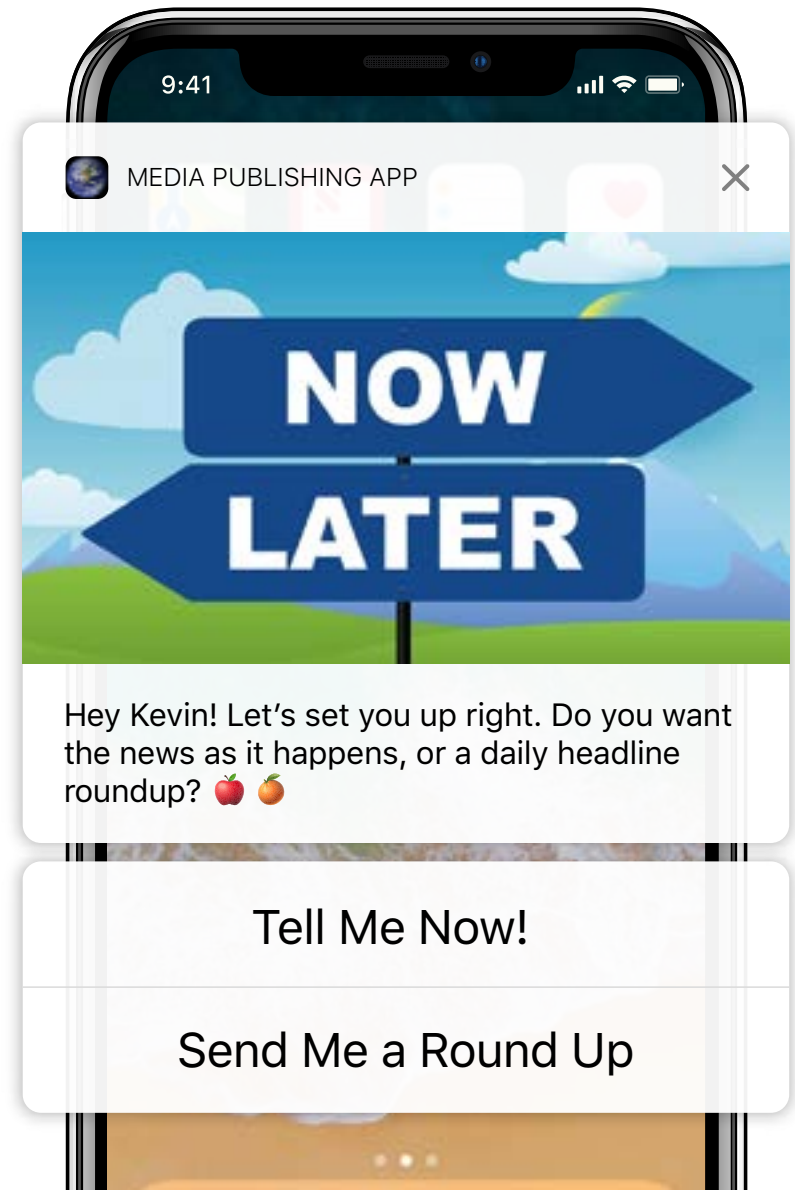 9:41
MEDIA PUBLISHING APP
NOW
LATER
Hey Kevin! Let’s set you up right. Do you want
the news as it happens, or a daily headline
roundup? 🍎 🍊
Tell Me Now!
Send Me a Round Up